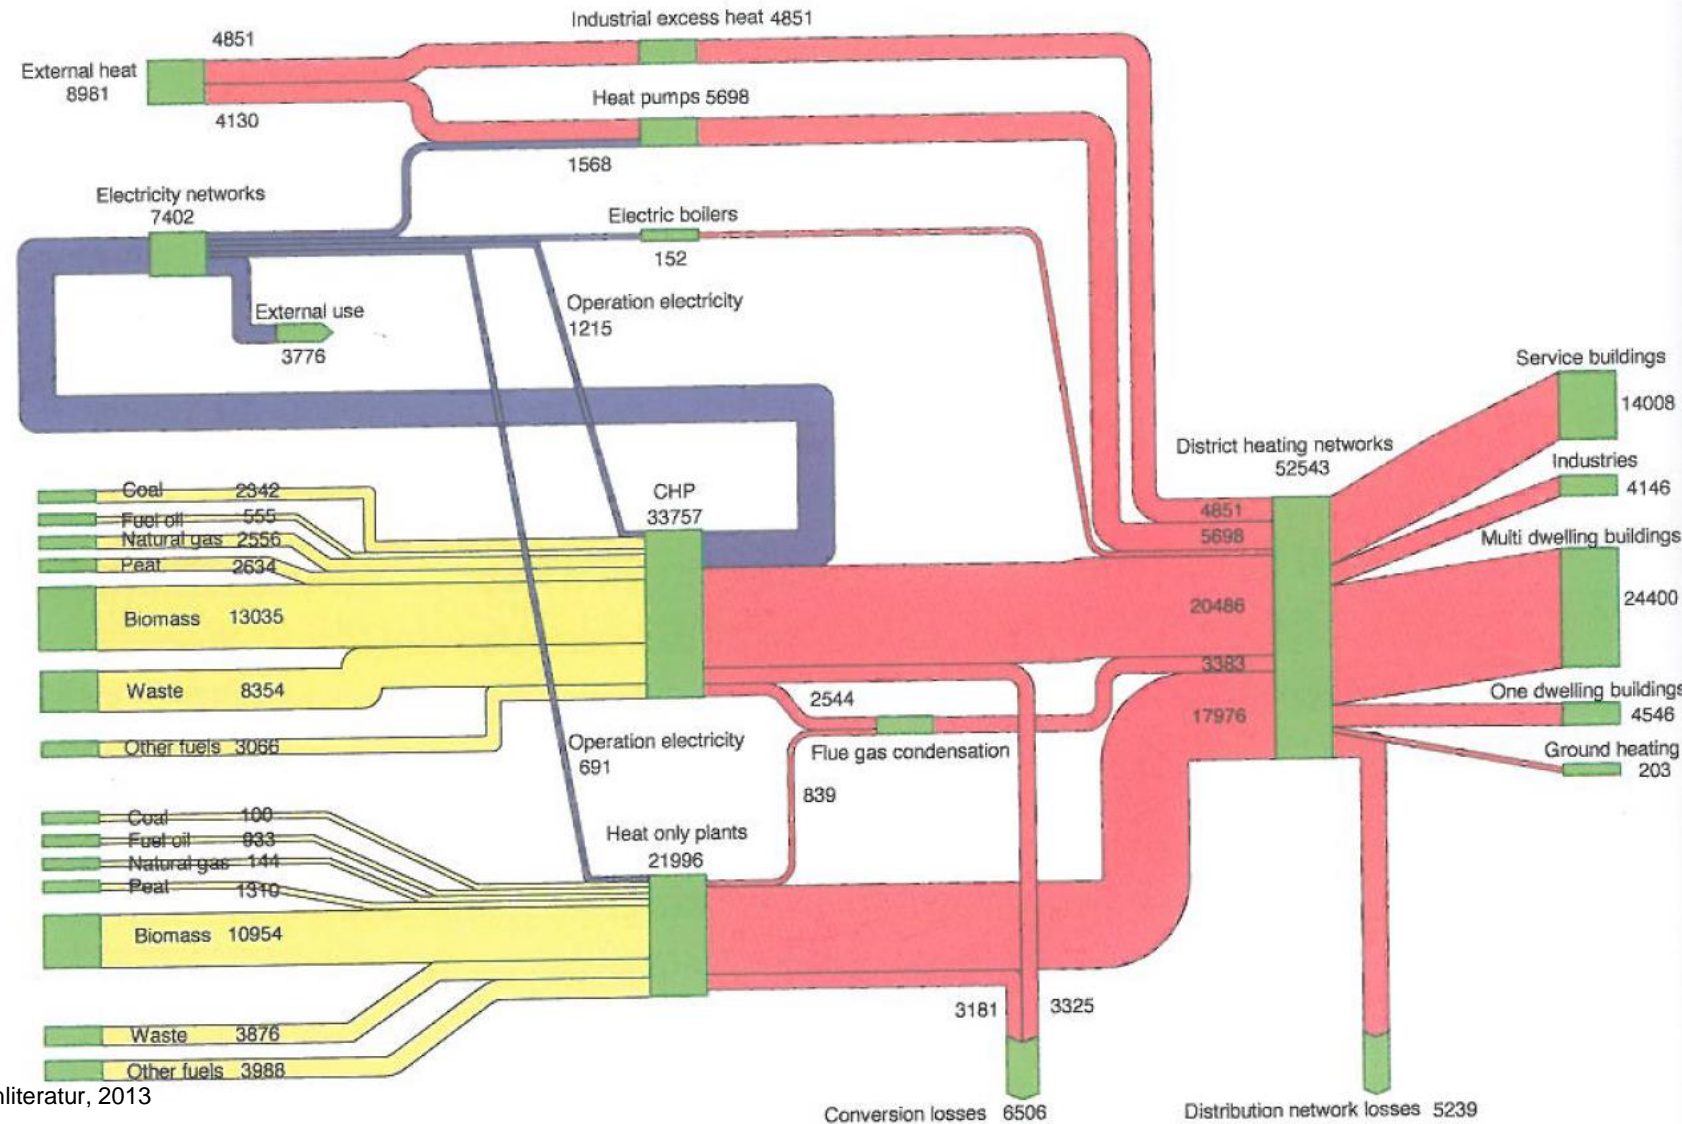 Industrial excess heat 4851
4851
External heat
8981
4130
Heat pumps 5698
1568
Electricity networks
7402
Electric boilers
152
External use
3776
Operation electricity
1215
Service buildings
14008
District heating networks
52543
Industries
4146
Multi dwelling buildings
24400
One dwelling buildings
4546
Ground heating
203
4851
5698
20486
3383
17976
CHP
33757
Coal 2342
Fuel oil 555
Natural gas 2556
Peat 2634
Biomass 13035
Waste 8354
Other fuels 3066
2544
Flue gas condensation
839
Operation electricity
691
Heat only plants
21996
Coal 100
Fuel oil 933
Natural gas 144
Peat 1310
Biomass 10954
Waste 3876
Other fuels 3988
3181 3325
Conversion losses 6506
Distribution network losses 5239
nliteratur, 2013